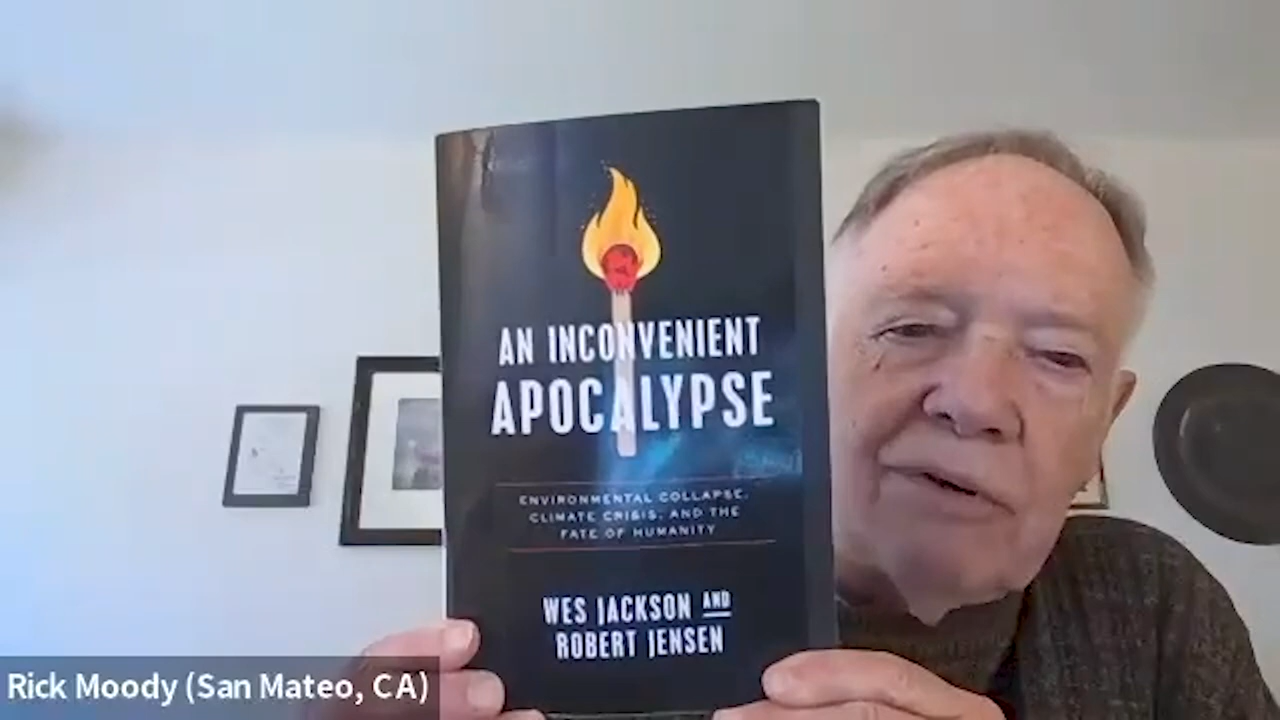 AN INCONVENIENT
APOCALYPSE
ENVIRONMENTAL COLLAPSE,
CLIMATE CRISIS, AND THE
FATE OF HUMANITY
WES JACKSON AND
ROBERT JENSEN
Rick Moody (San Mateo, CA)